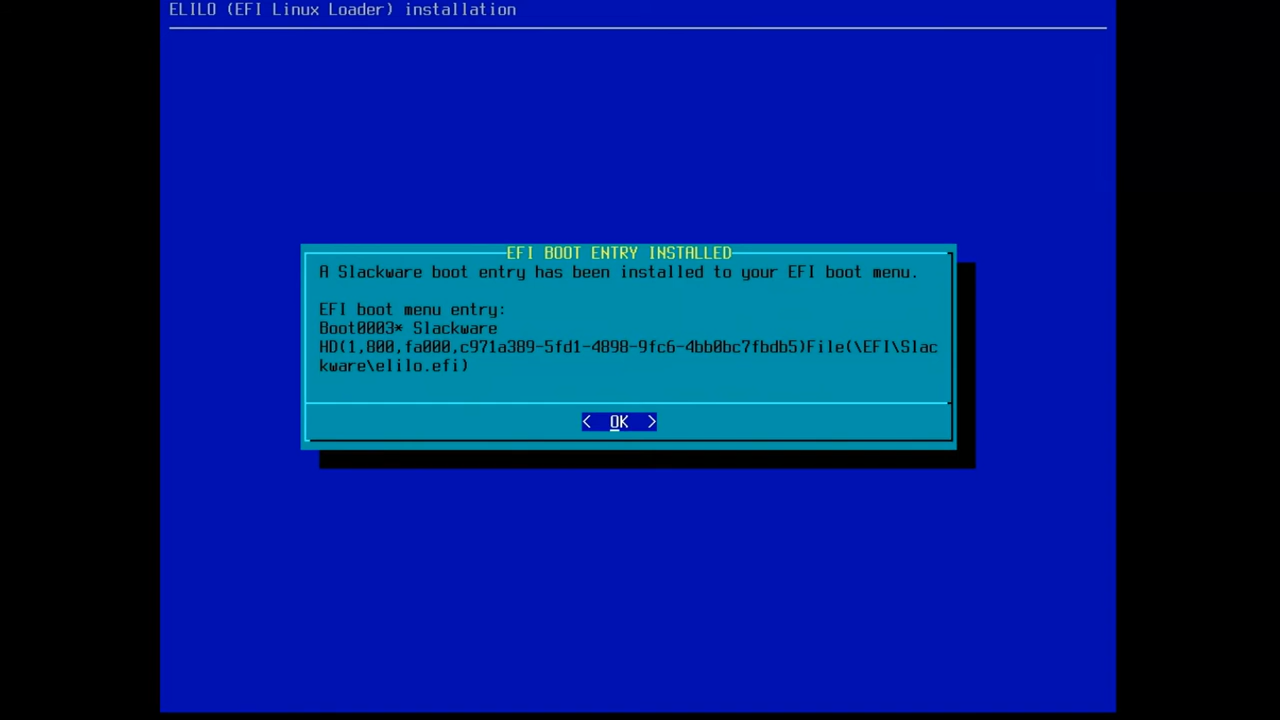 ELILO (EFI Linux Loader) installation
EFI BOOT ENTRY INSTALLED
A Slackware boot entry has been installed to your EFI boot menu.
EFI boot menu entry:
Boot0003* Slackware
HD(1,800,fa000,c971a389-5fd1-4898-9fc6-4bb0bc7fbdb5)File(\EFI\Slac
kware\elilo.efi)
< OK >